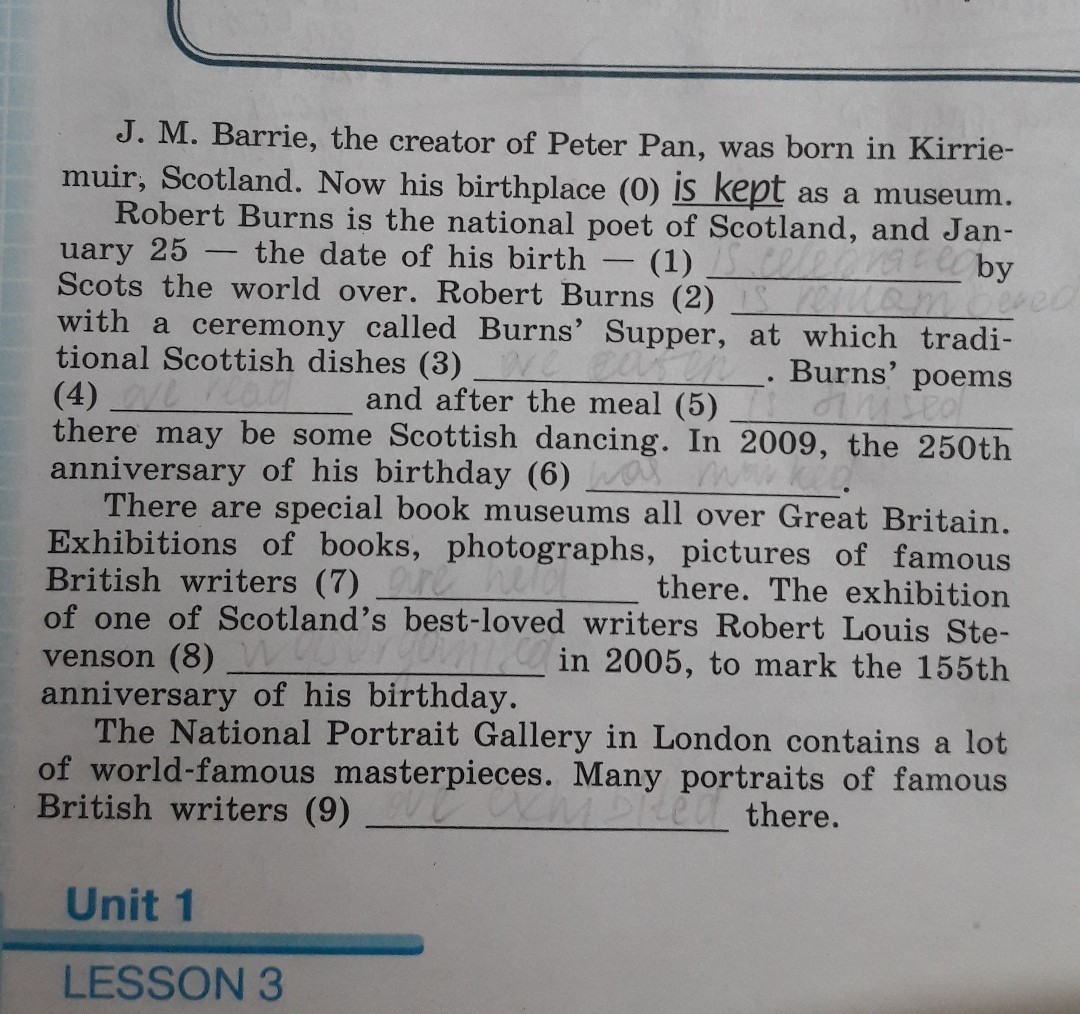 J. M. Barrie, the creator of Peter Pan, was born in Kirrie-
muir, Scotland. Now his birthplace (0) is kept as a museum.
Robert Burns is the national poet of Scotland, and Jan-
uary 25 — the date of his birth — (1) is celebrated by
Scots the world over. Robert Burns (2) is remambered
with a ceremony called Burns' Supper, at which tradi-
tional Scottish dishes (3) are eaten. Burns' poems
(4) are read and after the meal (5) is finised
there may be some Scottish dancing. In 2009, the 250th
anniversary of his birthday (6) was marked.
There are special book museums all over Great Britain.
Exhibitions of books, photographs, pictures of famous
British writers (7) are held there. The exhibition
of one of Scotland's best-loved writers Robert Louis Ste-
venson (8) was organised in 2005, to mark the 155th
anniversary of his birthday.
The National Portrait Gallery in London contains a lot
of world-famous masterpieces. Many portraits of famous
British writers (9) are exhibited there.
Unit 1
LESSON 3